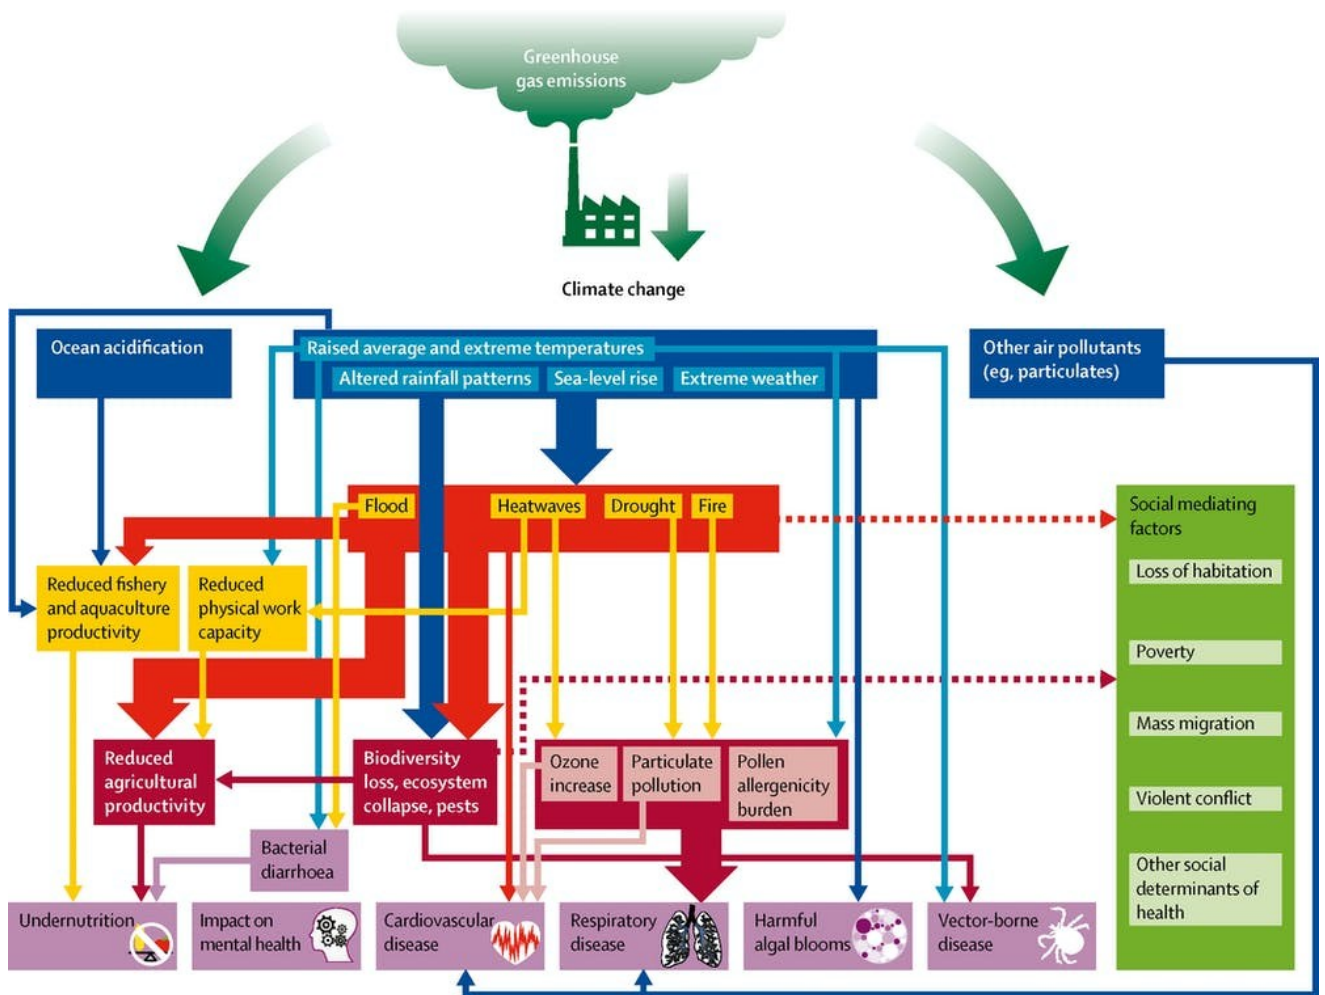 Greenhouse
gas emissions
Climate change
Ocean acidification
Raised average and extreme temperatures
Altered rainfall patterns
Sea-level rise
Extreme weather
Other air pollutants
(eg, particulates)
Flood
Heatwaves
Drought
Fire
Social mediating
factors
Loss of habitation
Poverty
Mass migration
Violent conflict
Other social
determinants of
health
Reduced fishery
and aquaculture
productivity
Reduced
physical work
capacity
Reduced
agricultural
productivity
Biodiversity
loss, ecosystem
collapse, pests
Ozone
increase
Particulate
pollution
Pollen
allergenicity
burden
Bacterial
diarrhoea
Undernutrition
Impact on
mental health
Cardiovascular
disease
Respiratory
disease
Harmful
algal blooms
Vector-borne
disease